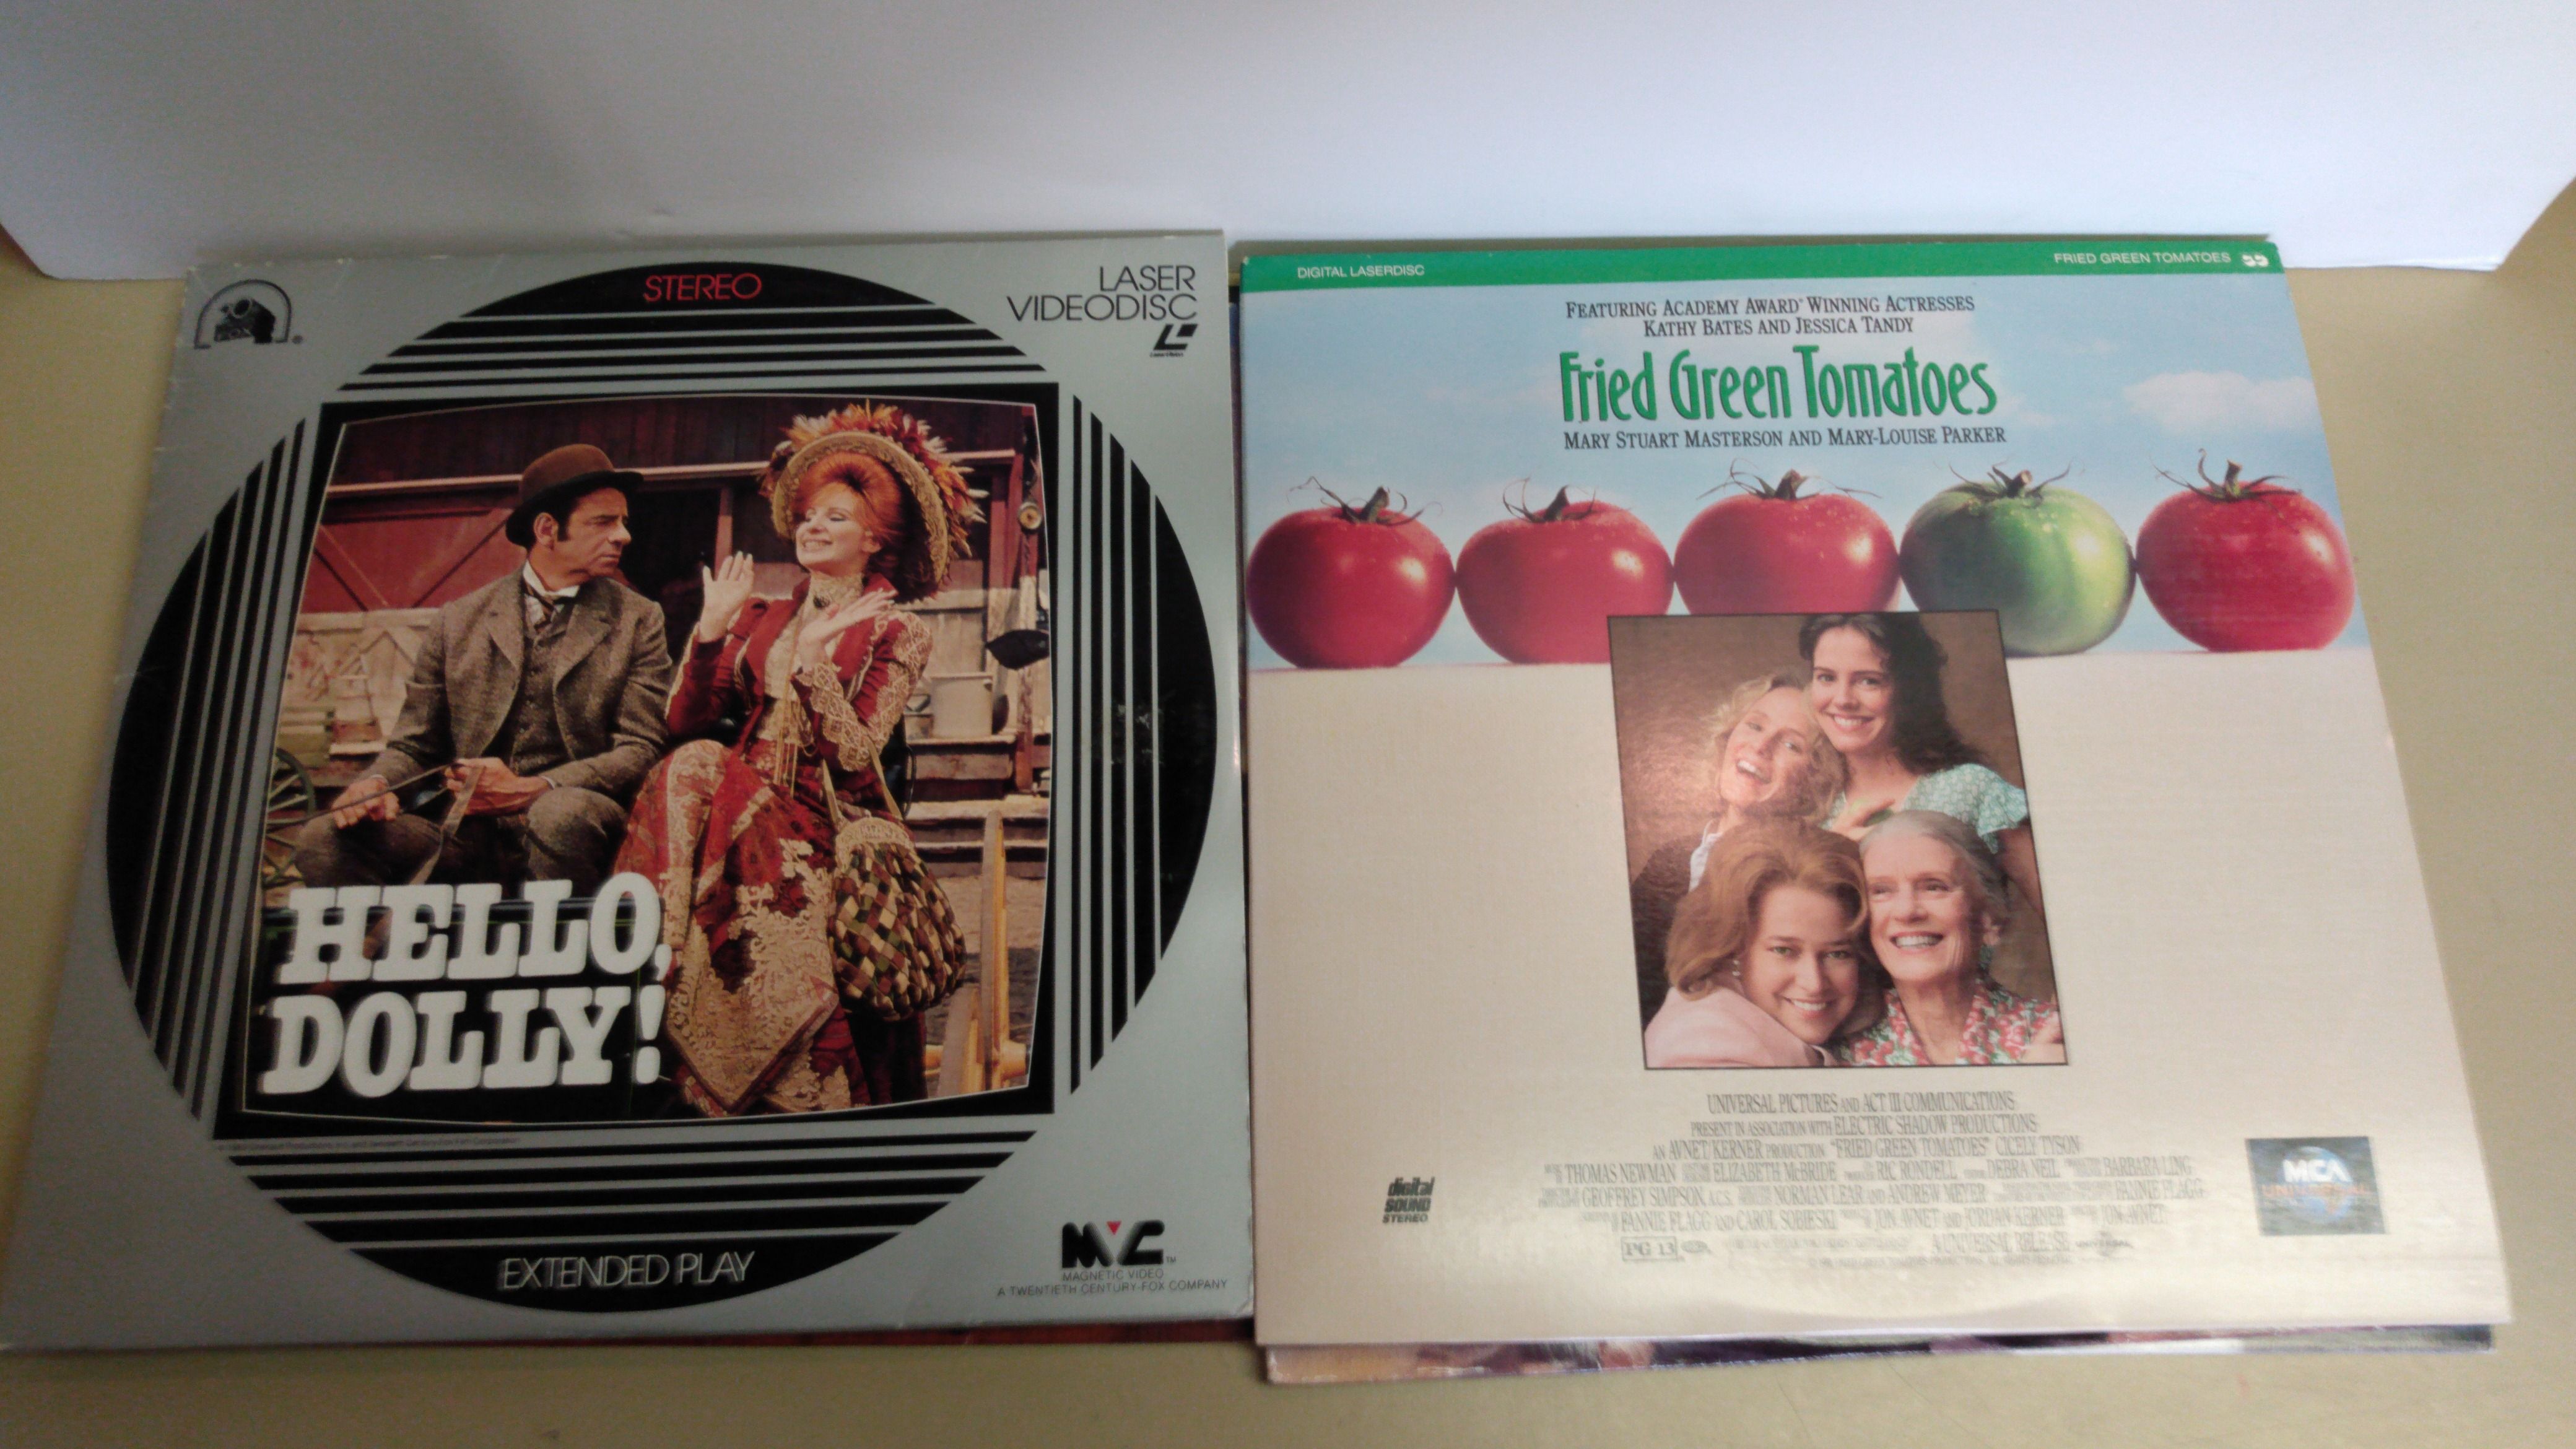 STEREO
LASER
VIDEODISC
LaserVision
FOX
HELLO,
DOLLY!
EXTENDED PLAY
MVC
MAGNETIC VIDEO
A TWENTIETH CENTURY-FOX COMPANY
DIGITAL LASERDISC
FRIED GREEN TOMATOES
FEATURING ACADEMY AWARD® WINNING ACTRESSES
KATHY BATES AND JESSICA TANDY
Fried Green Tomatoes
MARY STUART MASTERSON AND MARY-LOUISE PARKER
UNIVERSAL PICTURES AND ACT III COMMUNICATIONS
PRESENT IN ASSOCIATION WITH ELECTRIC SHADOW PRODUCTIONS
AN AVNET/KERNER PRODUCTION "FRIED GREEN TOMATOES" CICELY TYSON
THOMAS NEWMAN ELIZABETH McBRIDE RIC RONDELL DEBRA NEIL BARBARA LING
GEOFFREY SIMPSON, A.C.S. NORMAN LEAR AND ANDREW MEYER FANNIE FLAGG
FANNIE FLAGG AND CAROL SOBIESKI JON AVNET AND JORDAN KERNER JON AVNET
PG 13
A UNIVERSAL RELEASE
digital
SOUND
STEREO
MCA
UNIVERSAL